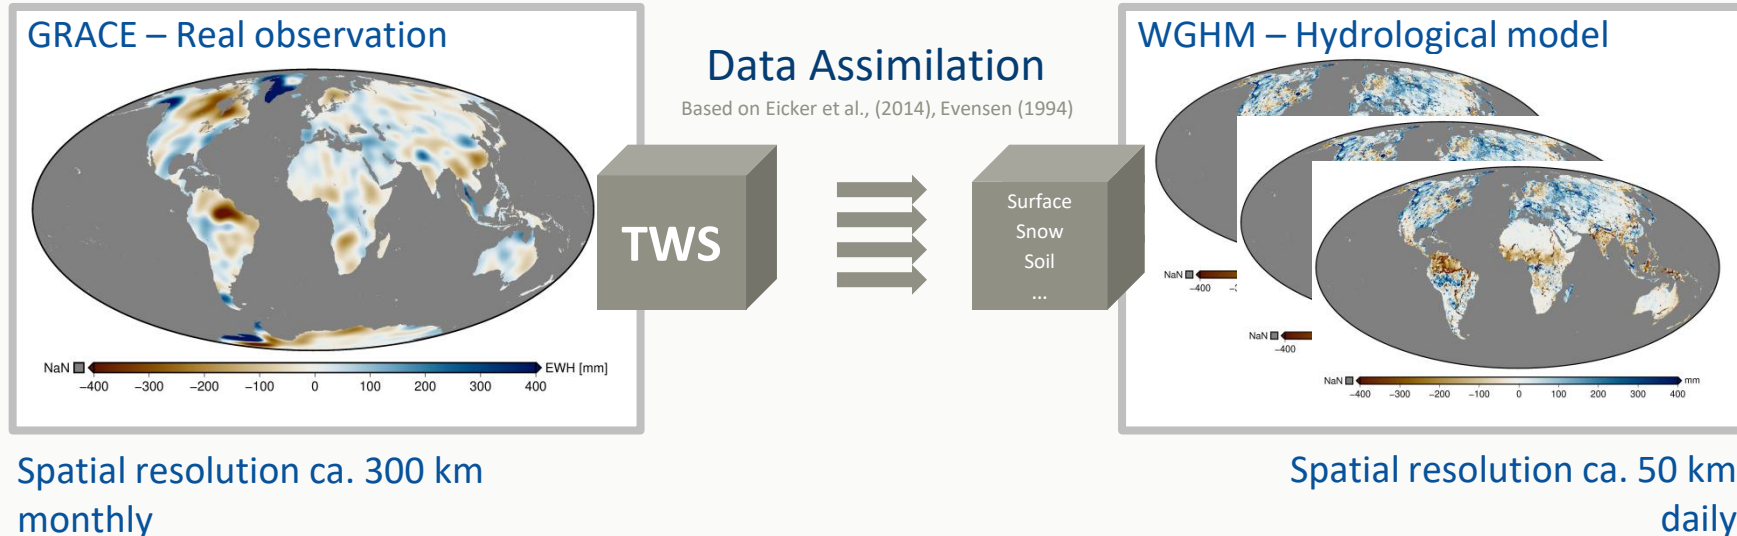 GRACE – Real observation
NaN
EWH [mm]
−400 −300 −200 −100 0 100 200 300 400
Spatial resolution ca. 300 km
monthly
Data Assimilation
Based on Eicker et al., (2014), Evensen (1994)
TWS
Surface
Snow
Soil
...
WGHM – Hydrological model
NaN
−400
NaN
−400
NaN
mm
−400 −300 −200 −100 0 100 200 300 400
Spatial resolution ca. 50 km
daily